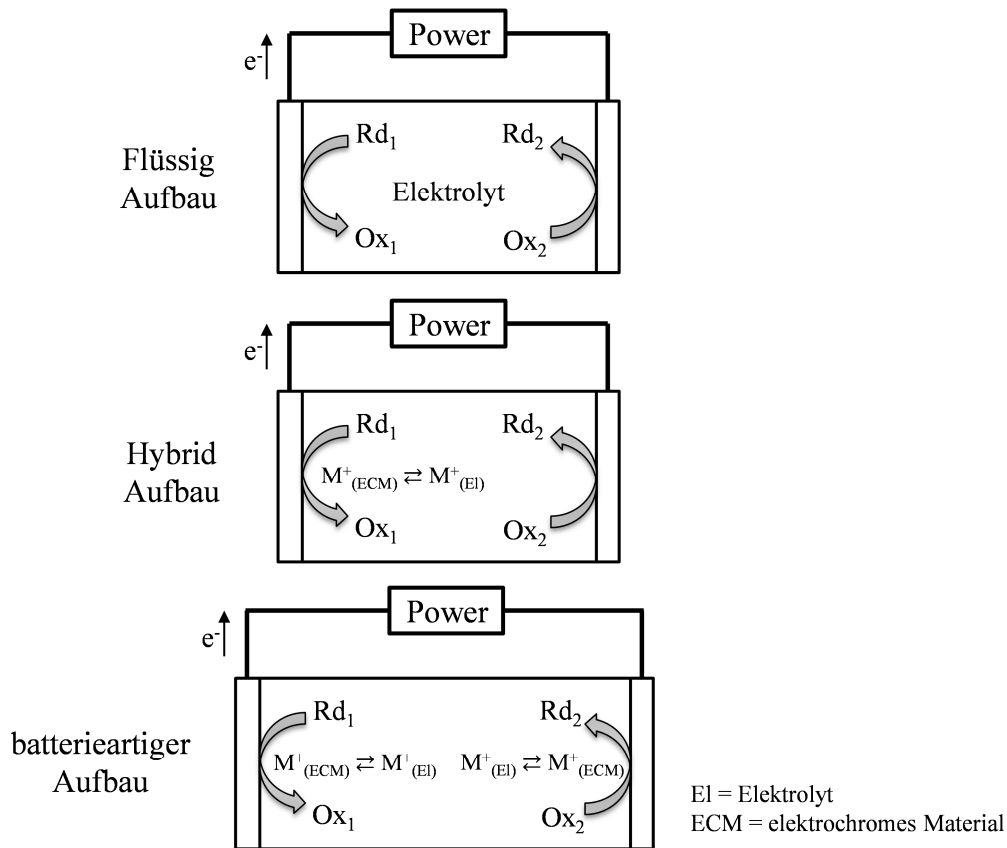 Power
e⁻
Rd₁ Rd₂
Flüssig
Aufbau
Elektrolyt
Ox₁ Ox₂
Power
e⁻
Rd₁ Rd₂
Hybrid
Aufbau
M⁺(ECM) ⇄ M⁺(El)
Ox₁ Ox₂
Power
e⁻
Rd₁ Rd₂
batterieartiger
Aufbau
M⁺(ECM) ⇄ M⁺(El) M⁺(El) ⇄ M⁺(ECM)
Ox₁ Ox₂
El = Elektrolyt
ECM = elektrochromes Material